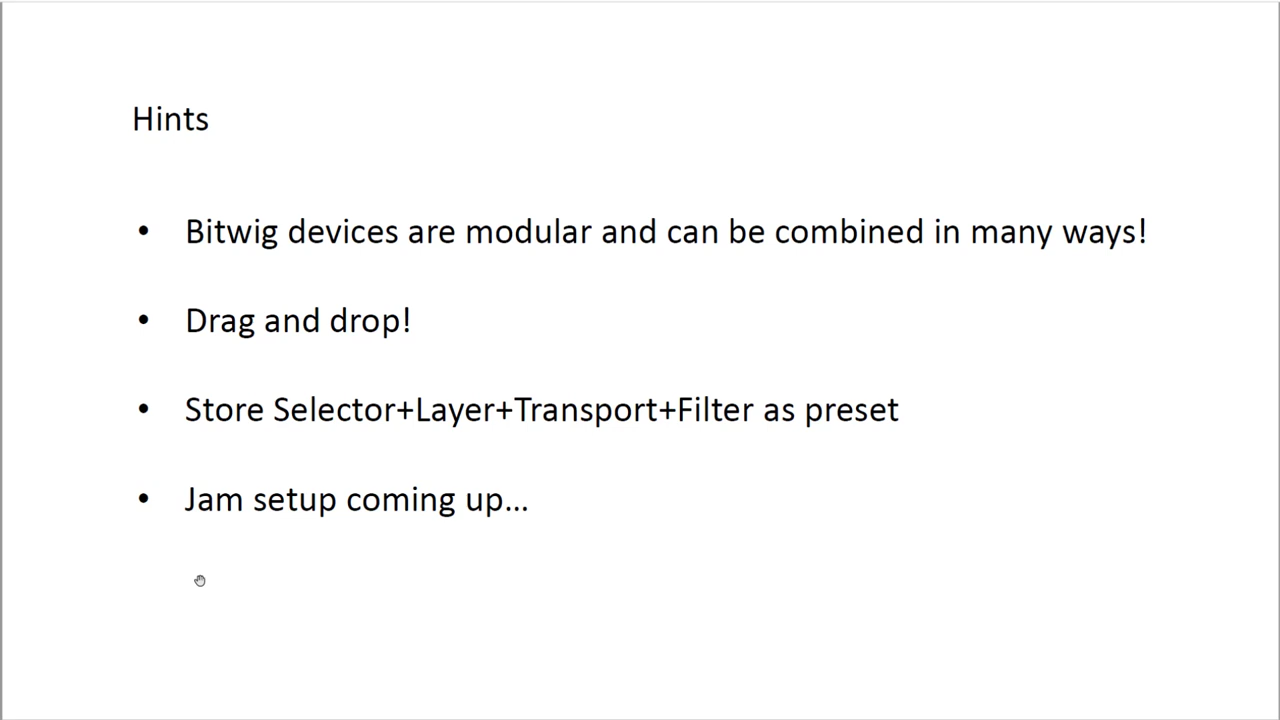 Hints
• Bitwig devices are modular and can be combined in many ways!
• Drag and drop!
• Store Selector+Layer+Transport+Filter as preset
• Jam setup coming up...